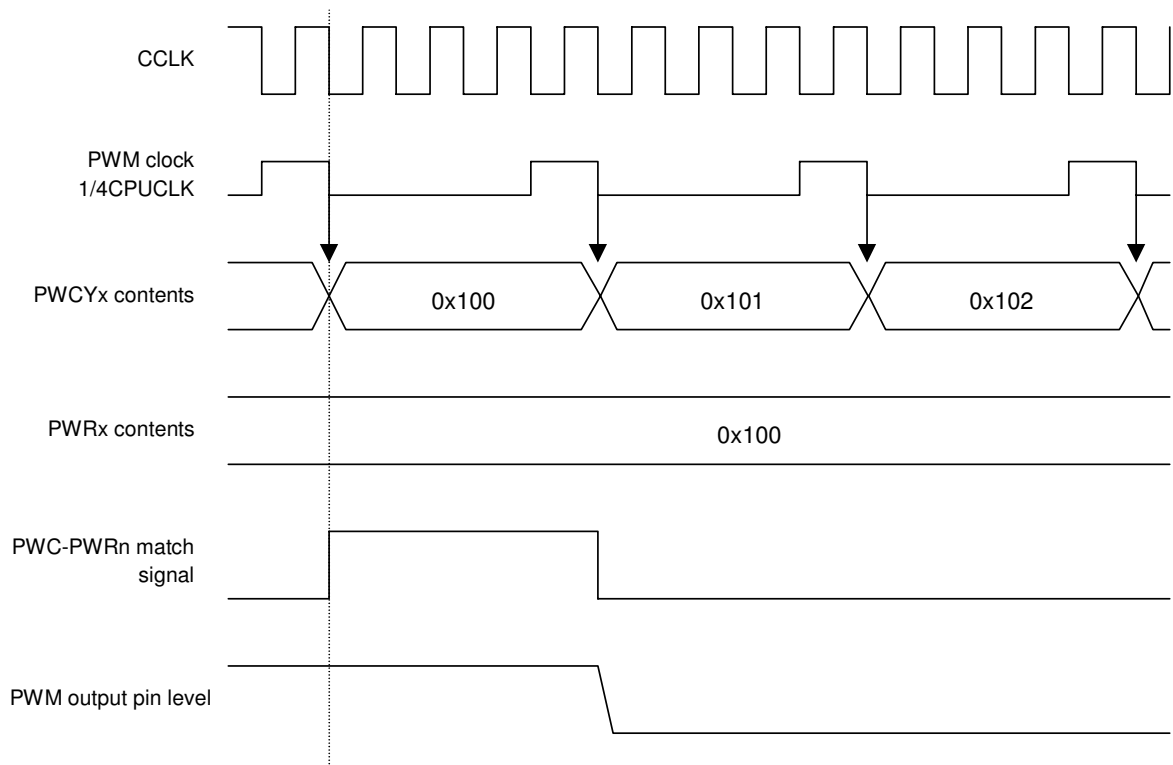 CCLK
PWM clock
1/4CPUCLK
PWCYx contents
0x100
0x101
0x102
PWRx contents
0x100
PWC-PWRn match
signal
PWM output pin level